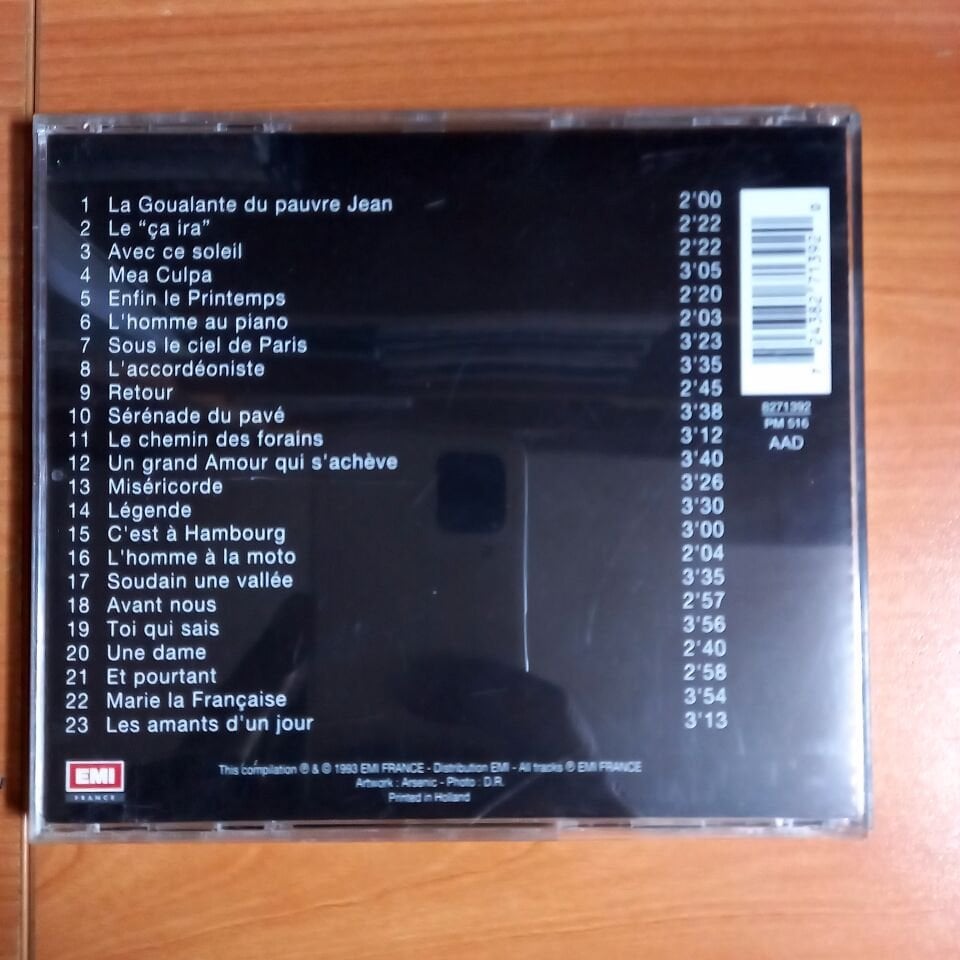 1 La Goualante du pauvre Jean 2'00
2 Le “ça ira” 2'22
3 Avec ce soleil 2'22
4 Mea Culpa 3'05
5 Enfin le Printemps 2'20
6 L'homme au piano 2'03
7 Sous le ciel de Paris 3'23
8 L'accordéoniste 3'35
9 Retour 2'45
10 Sérénade du pavé 3'38
11 Le chemin des forains 3'12
12 Un grand Amour qui s'achève 3'40
13 Miséricorde 3'26
14 Légende 3'30
15 C'est à Hambourg 3'00
16 L'homme à la moto 2'04
17 Soudain une vallée 3'35
18 Avant nous 2'57
19 Toi qui sais 3'56
20 Une dame 2'40
21 Et pourtant 2'58
22 Marie la Française 3'54
23 Les amants d'un jour 3'13
7 24382 71392 0
8271392
PM 516
AAD
EMI
FRANCE
This compilation ℗ & © 1993 EMI FRANCE - Distribution EMI - All tracks ℗ EMI FRANCE
Artwork : Arsenic - Photo : D.R.
Printed in Holland